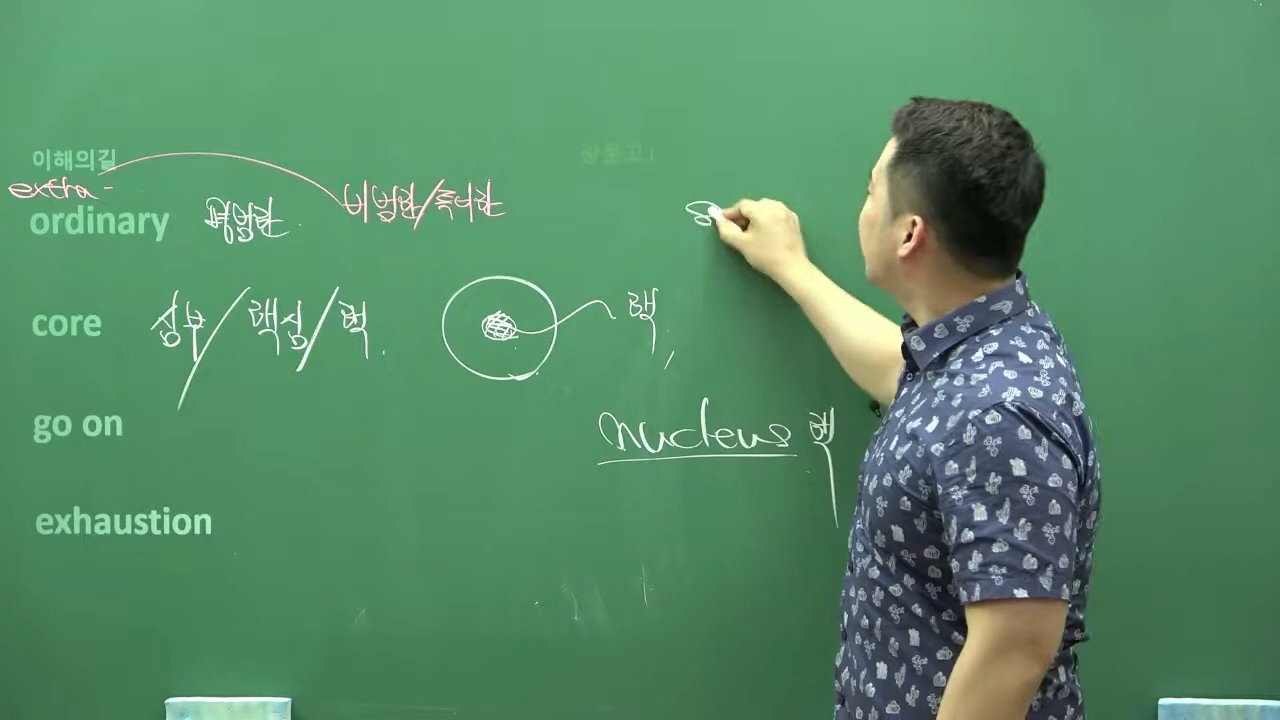 이해의길
extra-
ordinary 평범한 비범한/특이한
core 심부/핵심/핵 핵
go on
nucleus 핵
exhaustion